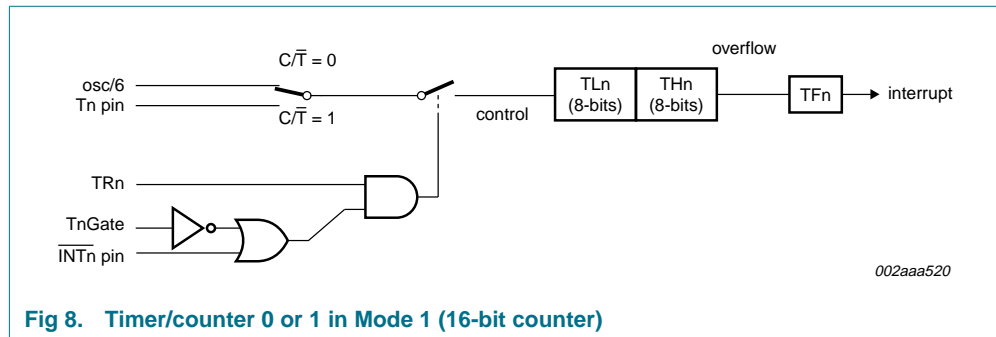 C/T̅ = 0
overflow
osc/6
Tn pin
C/T̅ = 1
control
TLn
(8-bits)
THn
(8-bits)
TFn
interrupt
TRn
TnGate
I̅N̅T̅n̅ pin
002aaa520
Fig 8. Timer/counter 0 or 1 in Mode 1 (16-bit counter)